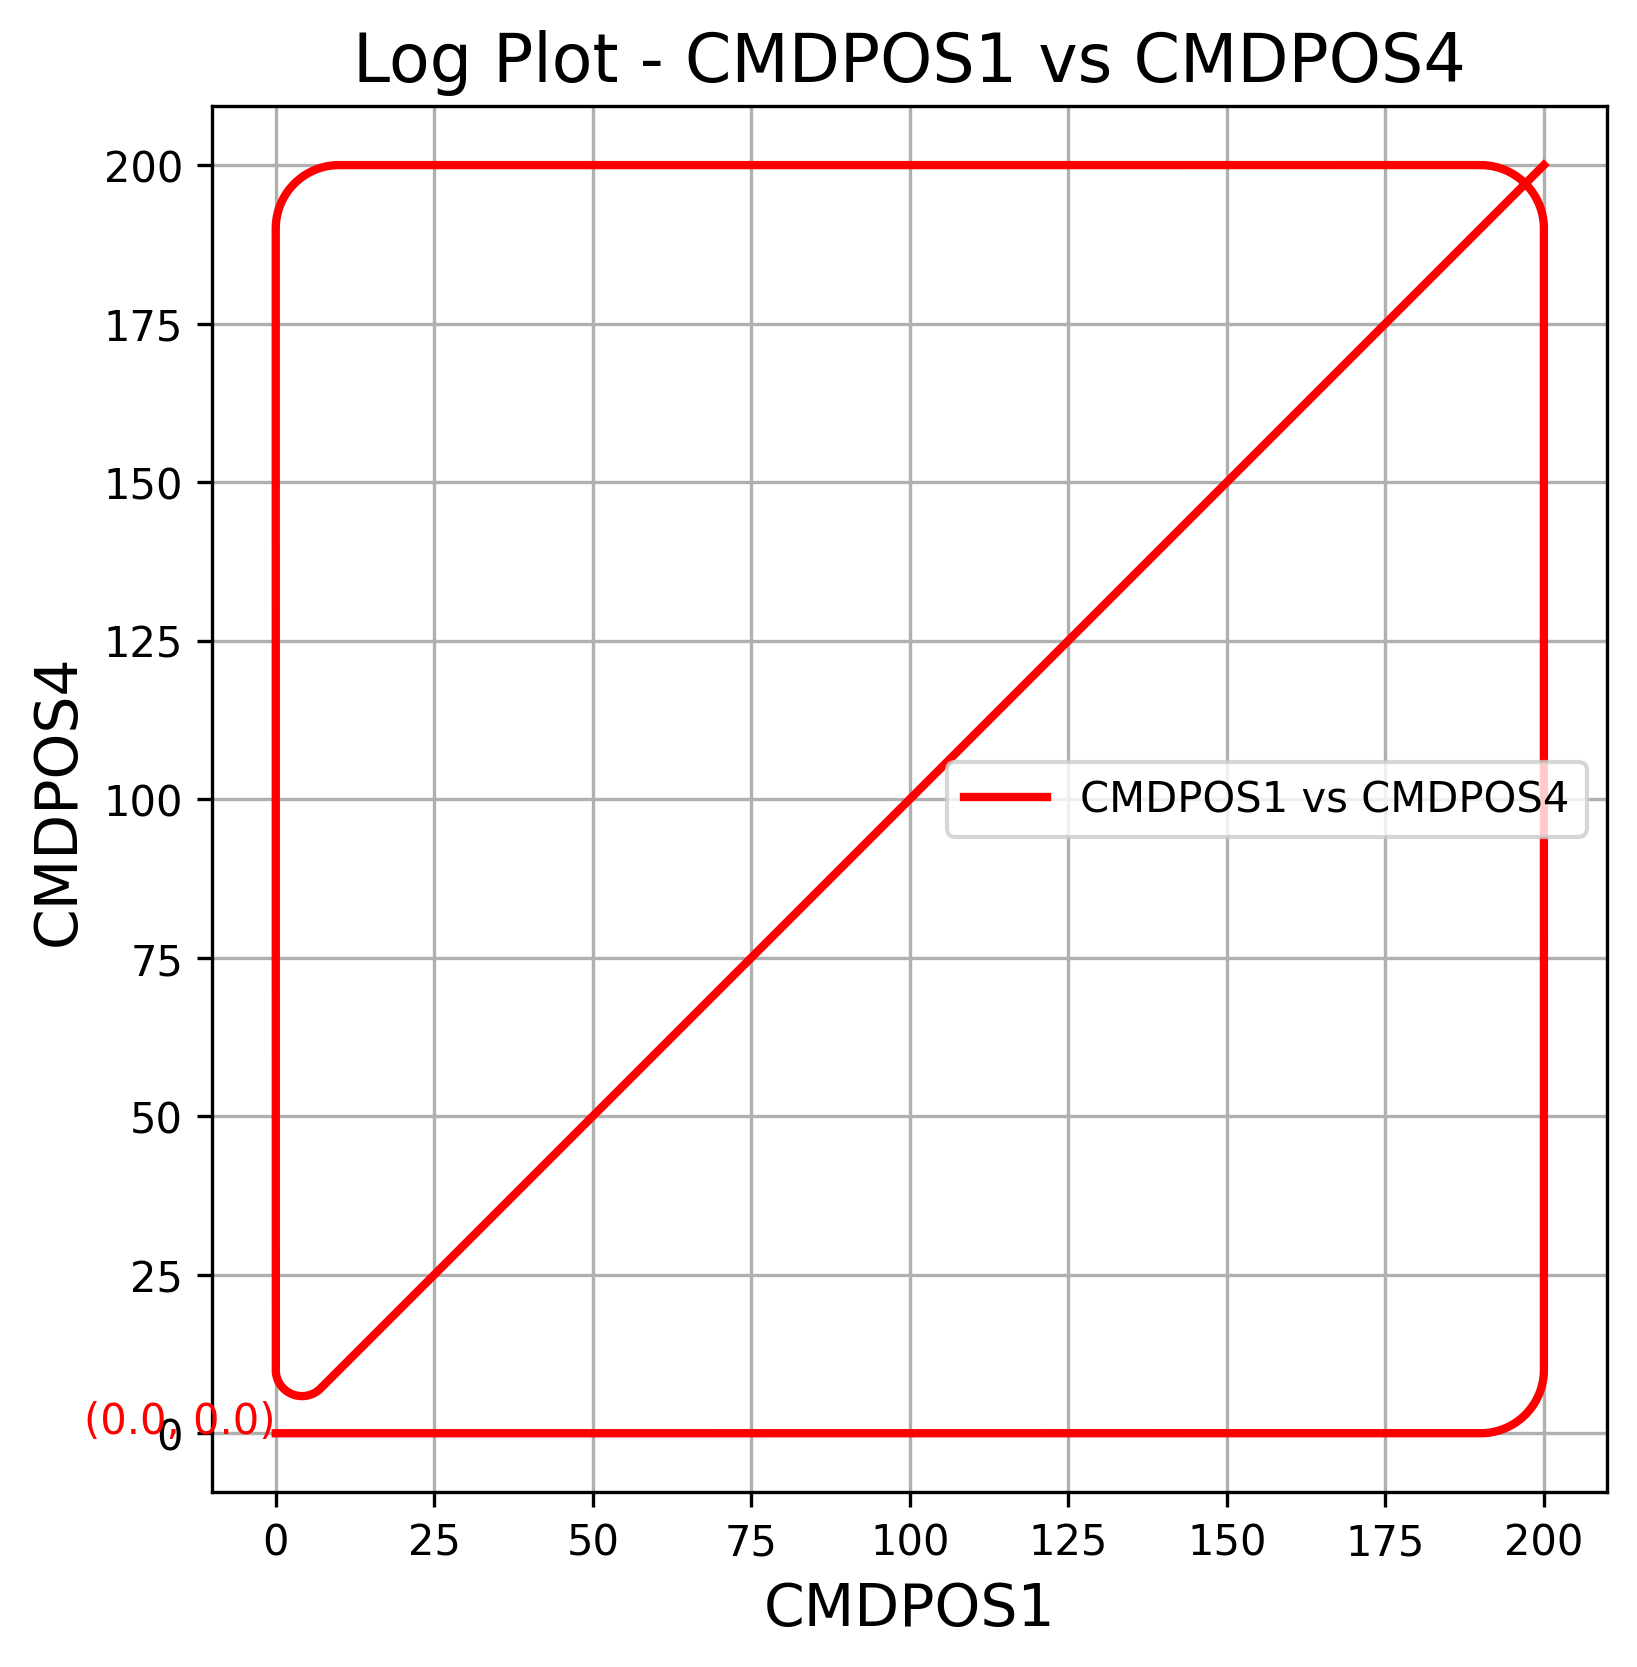 Log Plot - CMDPOS1 vs CMDPOS4
CMDPOS4
200
175
150
125
100
75
50
25
0
(0.0, 0.0)
CMDPOS1 vs CMDPOS4
0 25 50 75 100 125 150 175 200
CMDPOS1